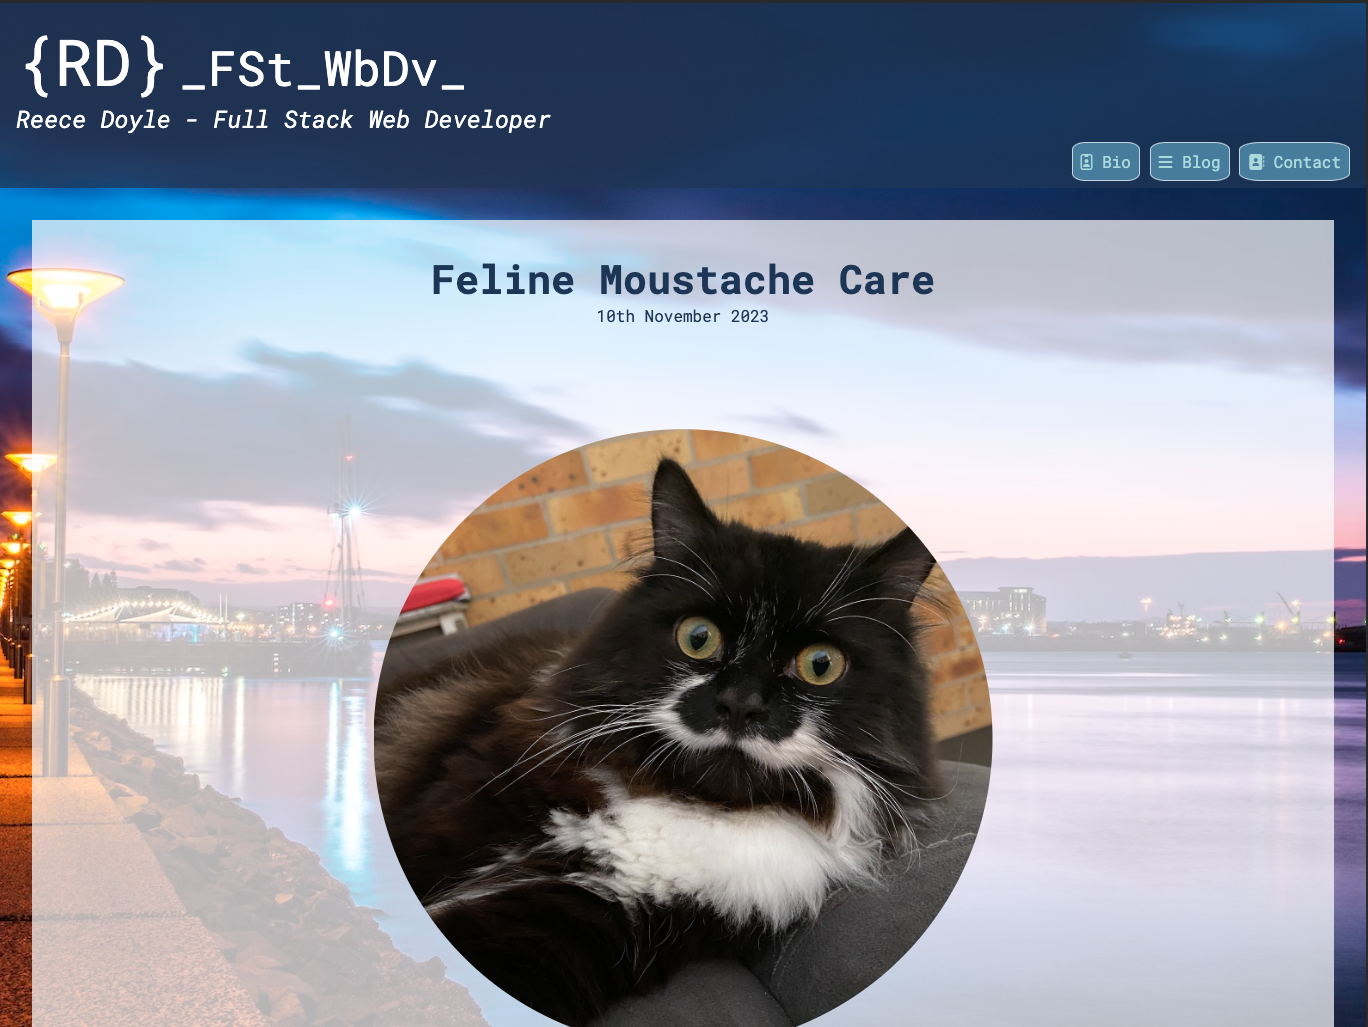 {RD}_FSt_WbDv_
Reece Doyle - Full Stack Web Developer
Bio
Blog
Contact
Feline Moustache Care
10th November 2023